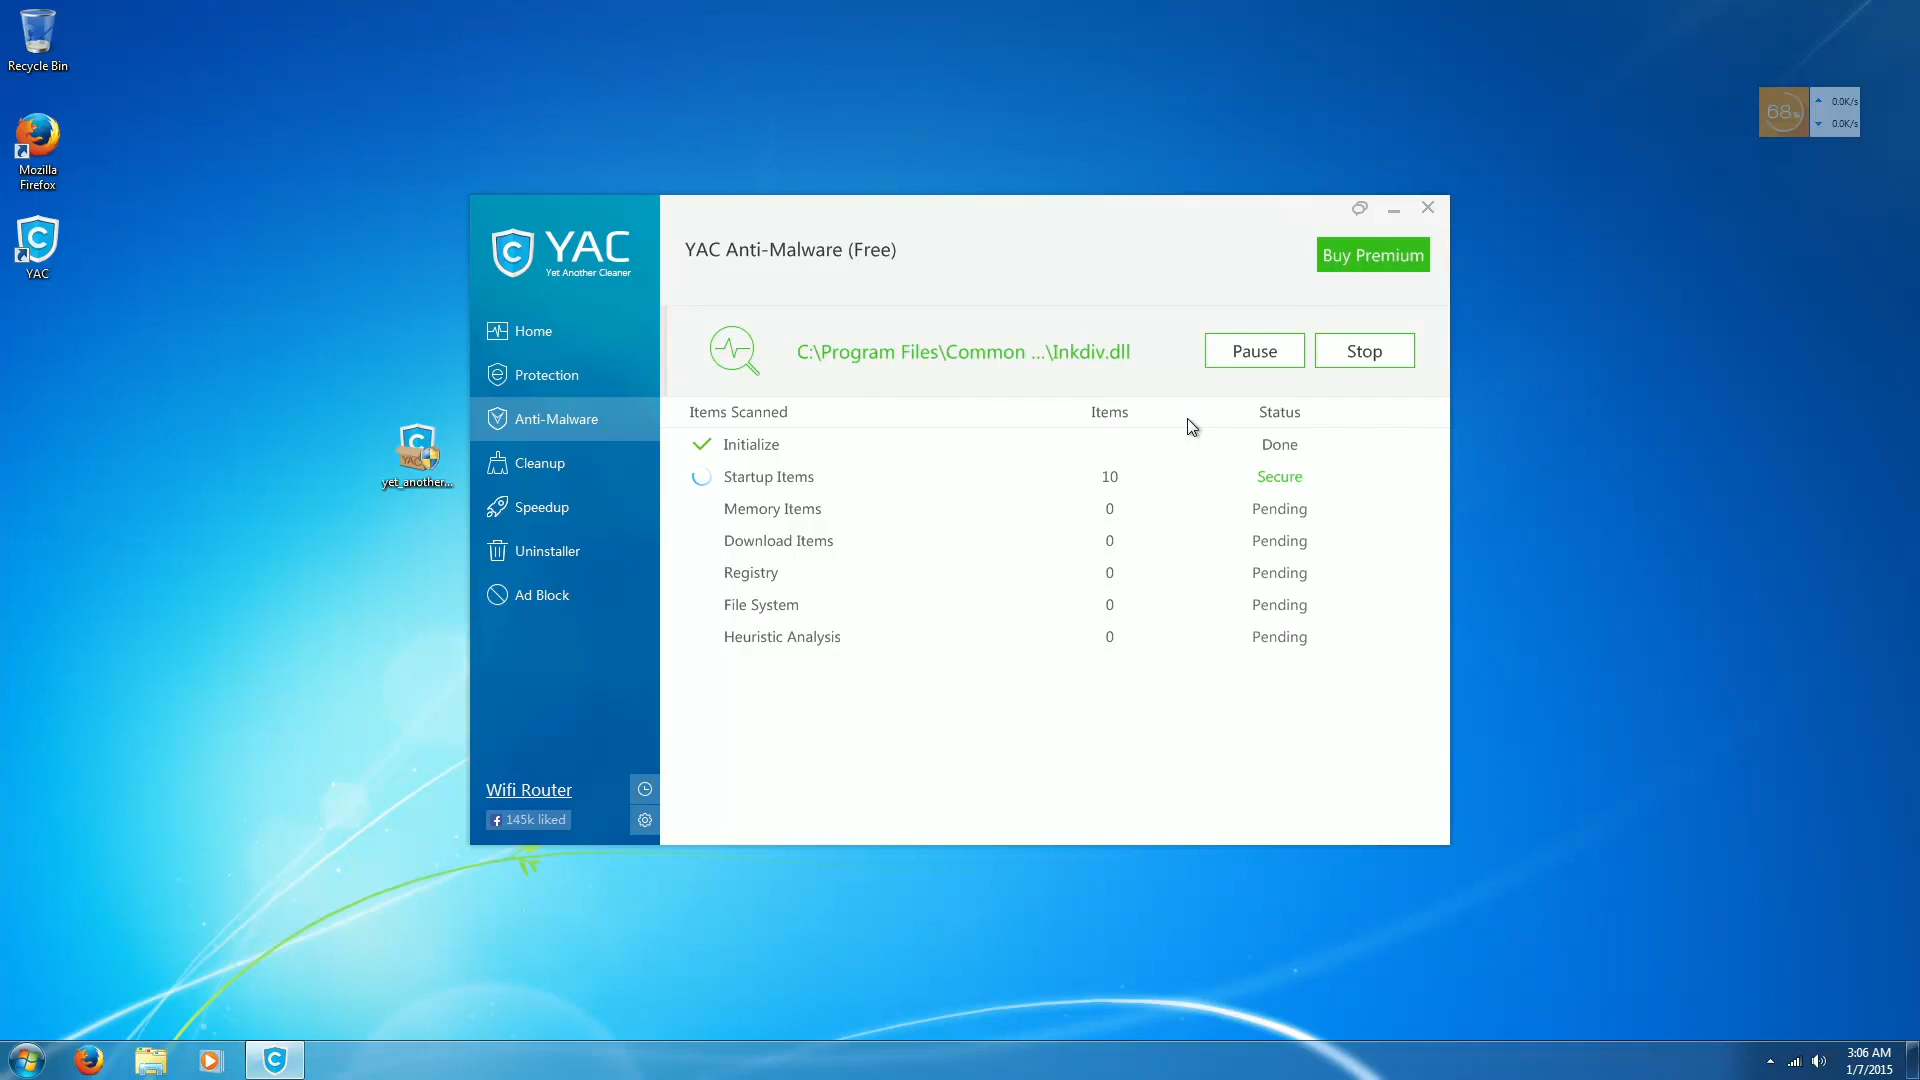 Recycle Bin
Mozilla
Firefox
YAC
yet_another...
68%
0.0K/s
0.0K/s
YAC
Yet Another Cleaner
Home
Protection
Anti-Malware
Cleanup
Speedup
Uninstaller
Ad Block
Wifi Router
145k liked
YAC Anti-Malware (Free)
Buy Premium
C:\Program Files\Common ...\Inkdiv.dll
Pause
Stop
Items Scanned Items Status
Initialize Done
Startup Items 10 Secure
Memory Items 0 Pending
Download Items 0 Pending
Registry 0 Pending
File System 0 Pending
Heuristic Analysis 0 Pending
3:06 AM
1/7/2015